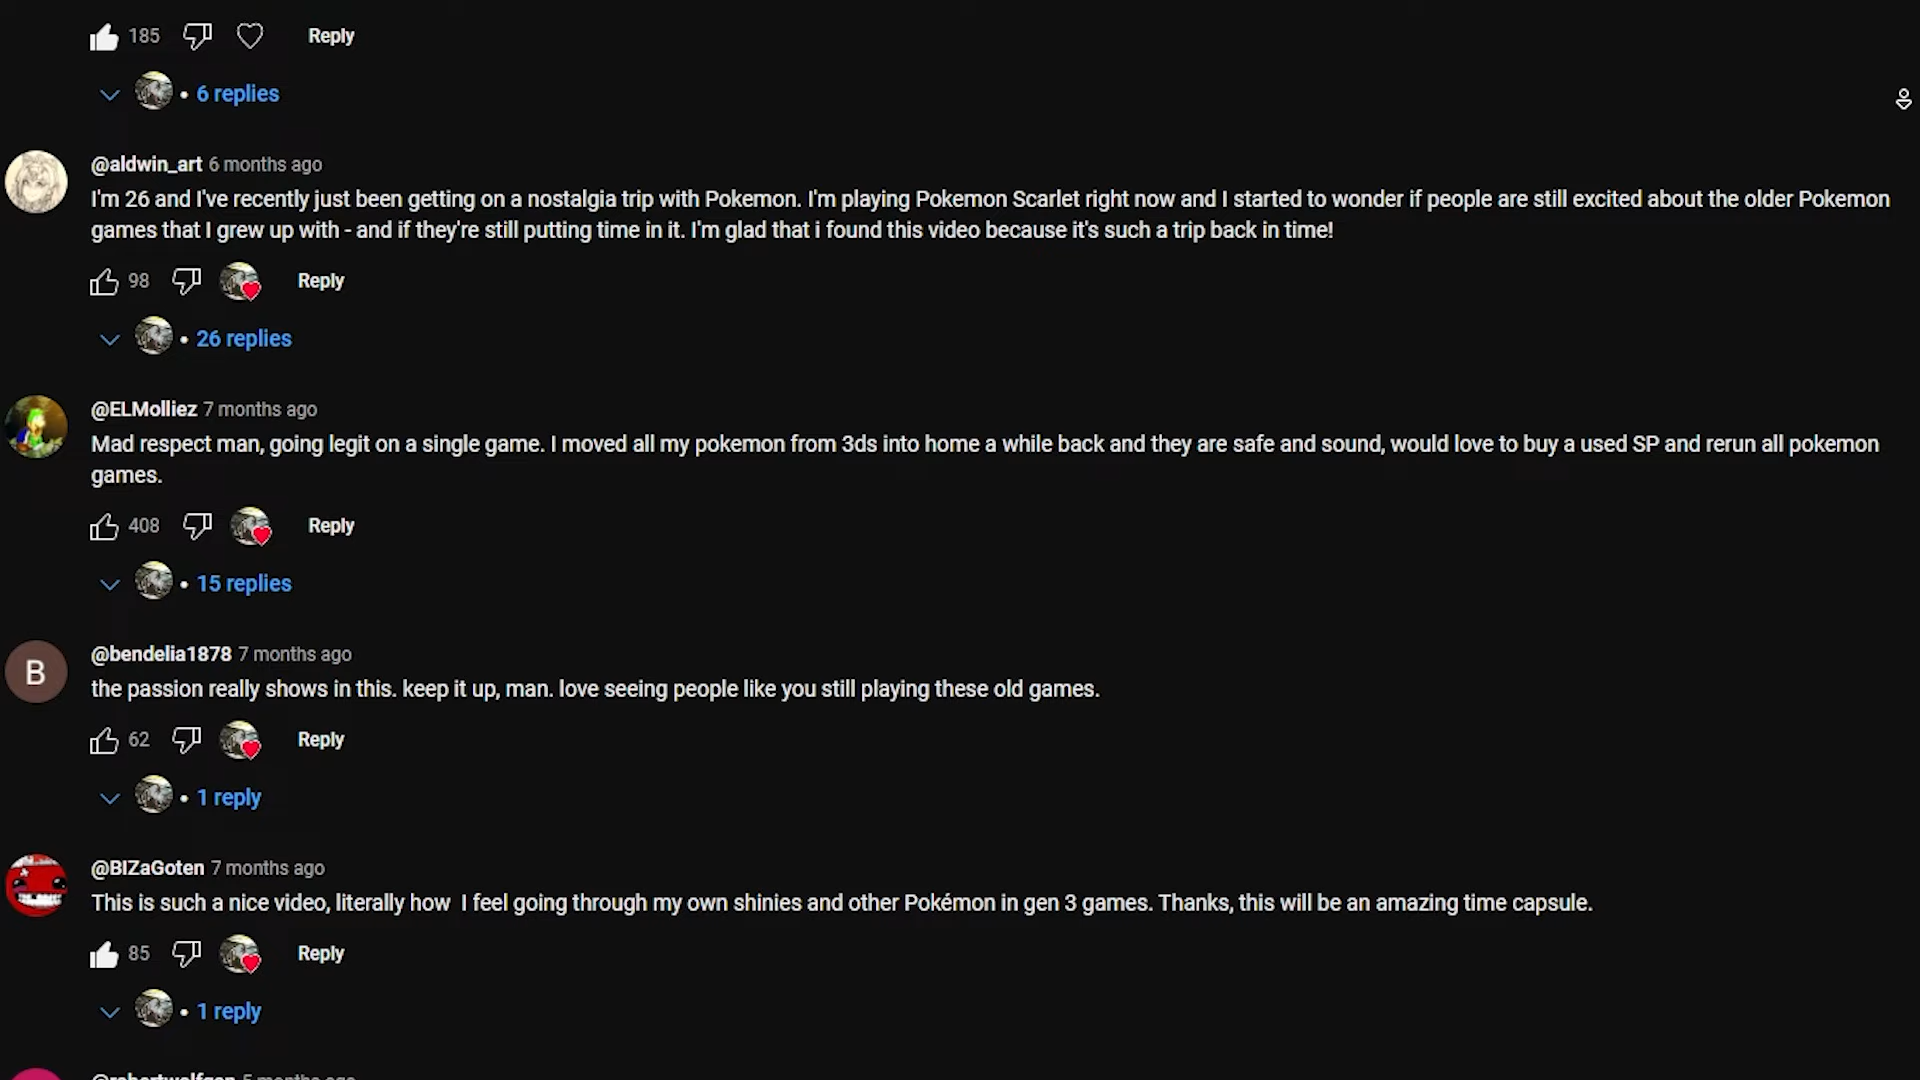 185 Reply
• 6 replies
@aldwin_art 6 months ago
I'm 26 and I've recently just been getting on a nostalgia trip with Pokemon. I'm playing Pokemon Scarlet right now and I started to wonder if people are still excited about the older Pokemon
games that I grew up with - and if they're still putting time in it. I'm glad that i found this video because it's such a trip back in time!
98 Reply
• 26 replies
@ELMolliez 7 months ago
Mad respect man, going legit on a single game. I moved all my pokemon from 3ds into home a while back and they are safe and sound, would love to buy a used SP and rerun all pokemon
games.
408 Reply
• 15 replies
B
@bendelia1878 7 months ago
the passion really shows in this. keep it up, man. love seeing people like you still playing these old games.
62 Reply
• 1 reply
@BIZaGoten 7 months ago
This is such a nice video, literally how  I feel going through my own shinies and other Pokémon in gen 3 games. Thanks, this will be an amazing time capsule.
85 Reply
• 1 reply
5 months ago